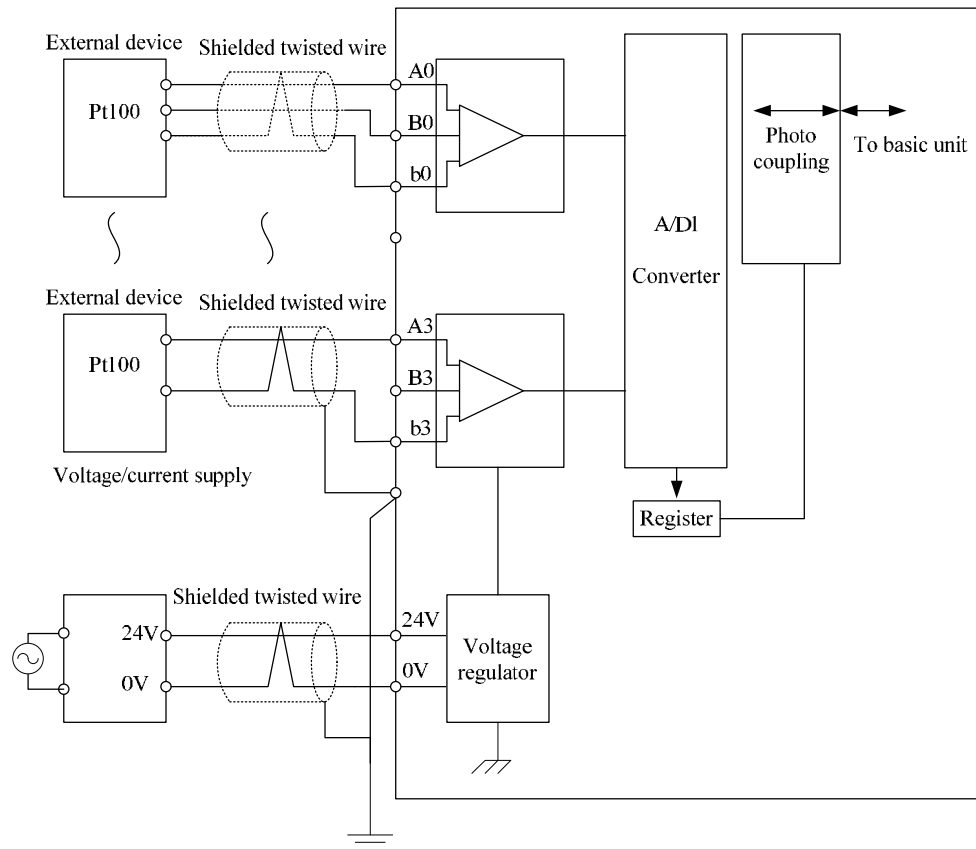 External device
Shielded twisted wire
Pt100
A0
B0
b0
A/Dl
Converter
Photo
coupling
To basic unit
External device
Shielded twisted wire
Pt100
A3
B3
b3
Voltage/current supply
Register
Shielded twisted wire
24V
0V
24V
0V
Voltage
regulator